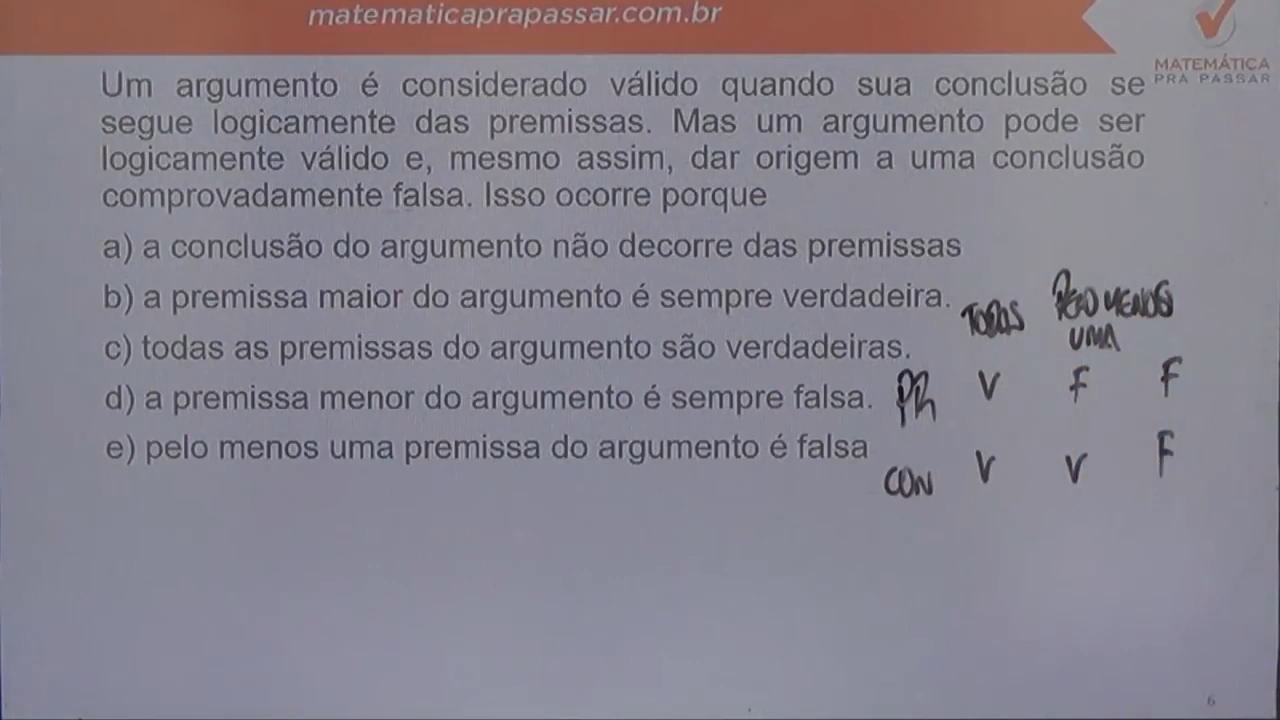 matematicaprapassar.com.br
MATEMÁTICA
PRA PASSAR
Um argumento é considerado válido quando sua conclusão se
segue logicamente das premissas. Mas um argumento pode ser
logicamente válido e, mesmo assim, dar origem a uma conclusão
comprovadamente falsa. Isso ocorre porque
a) a conclusão do argumento não decorre das premissas
b) a premissa maior do argumento é sempre verdadeira.
c) todas as premissas do argumento são verdadeiras.
d) a premissa menor do argumento é sempre falsa.
e) pelo menos uma premissa do argumento é falsa
TODAS PELO MENOS
UMA
PR V F F
CON V V F
6